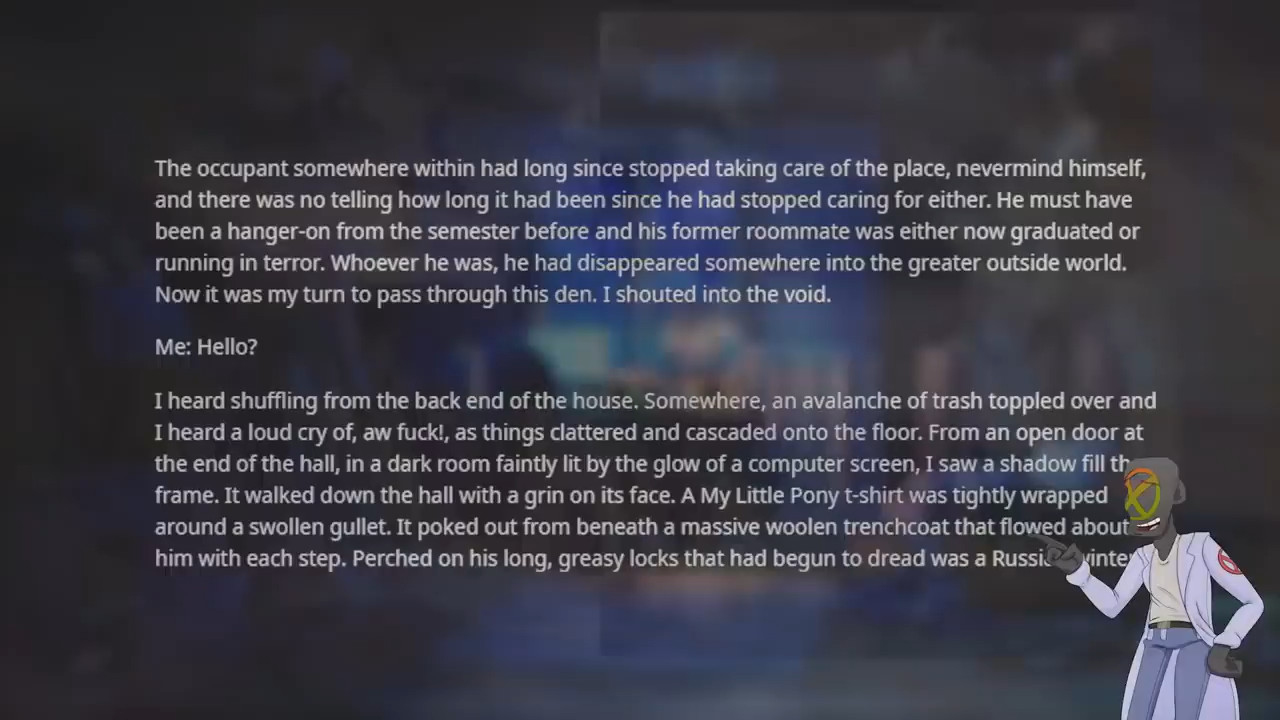 The occupant somewhere within had long since stopped taking care of the place, nevermind himself,
and there was no telling how long it had been since he had stopped caring for either. He must have
been a hanger-on from the semester before and his former roommate was either now graduated or
running in terror. Whoever he was, he had disappeared somewhere into the greater outside world.
Now it was my turn to pass through this den. I shouted into the void.
Me: Hello?
I heard shuffling from the back end of the house. Somewhere, an avalanche of trash toppled over and
I heard a loud cry of, aw fuck!, as things clattered and cascaded onto the floor. From an open door at
the end of the hall, in a dark room faintly lit by the glow of a computer screen, I saw a shadow fill
frame. It walked down the hall with a grin on its face. A My Little Pony t-shirt was tightly wrapped
around a swollen gullet. It poked out from beneath a massive woolen trenchcoat that flowed about
him with each step. Perched on his long, greasy locks that had begun to dread was a